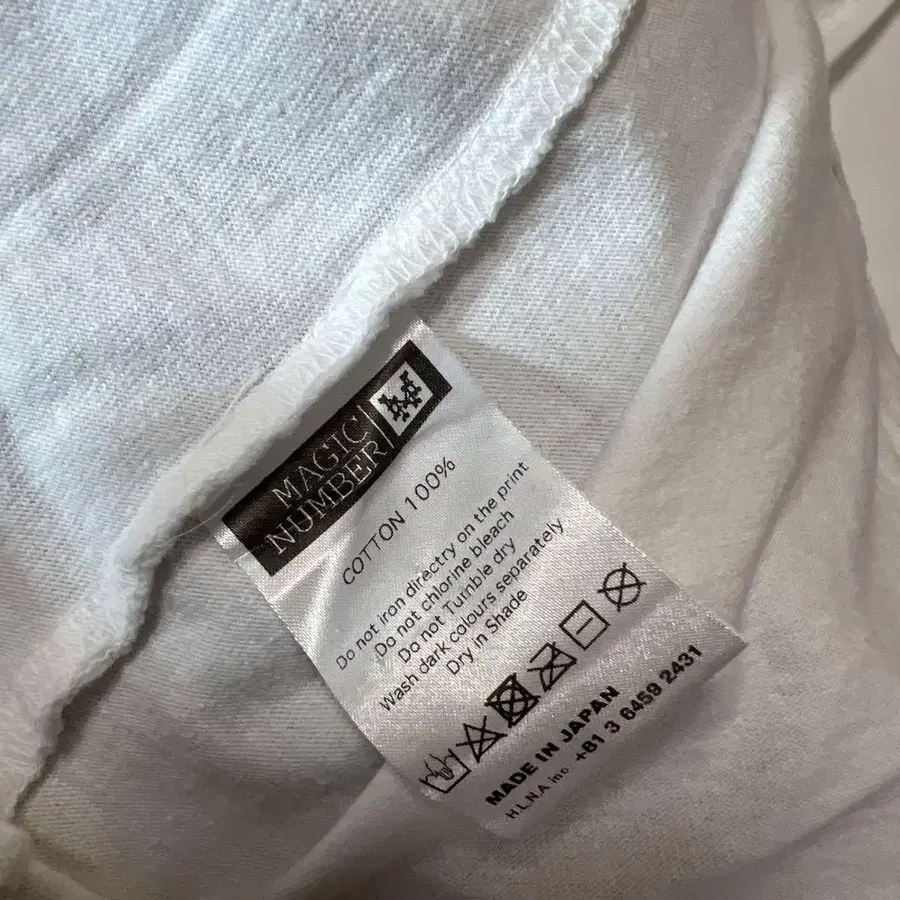 MAGIC
NUMBER
COTTON 100%
Do not iron directry on the print
Do not chlorine bleach
Do not Turnble dry
Wash dark colours separately
Dry in Shade
MADE IN JAPAN
H.L.N.A inc. +81 3 6459 2431